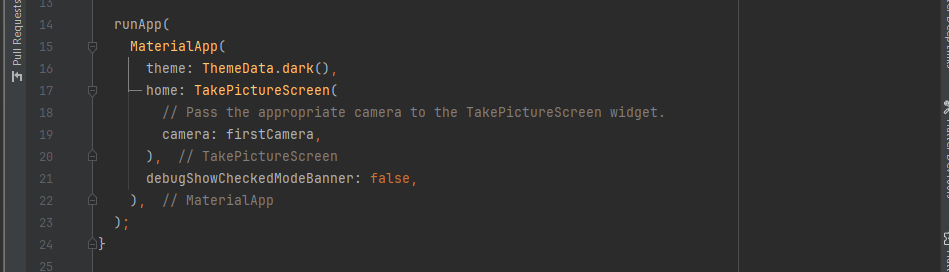 Pull Requests
13
14 runApp(
15 MaterialApp(
16 theme: ThemeData.dark(),
17 home: TakePictureScreen(
18 // Pass the appropriate camera to the TakePictureScreen widget.
19 camera: firstCamera,
20 ), // TakePictureScreen
21 debugShowCheckedModeBanner: false,
22 ), // MaterialApp
23 );
24 }
25